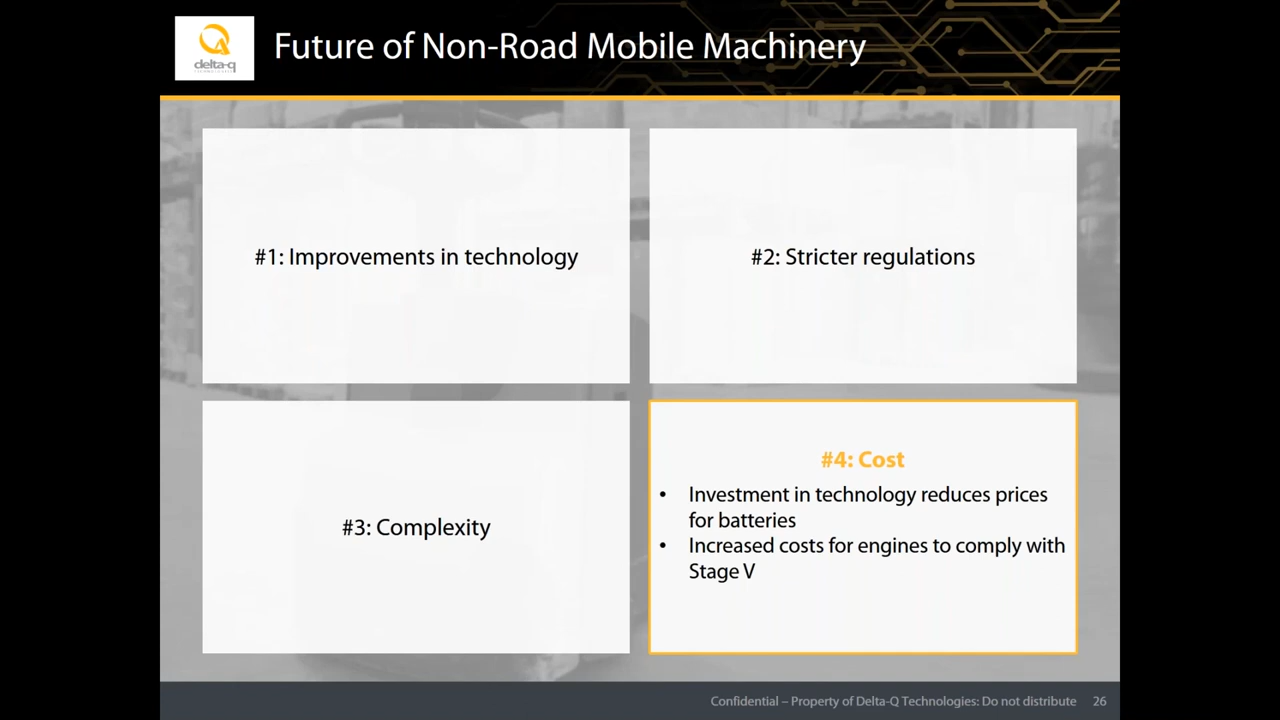 delta-q
TECHNOLOGIES
Future of Non-Road Mobile Machinery
#1: Improvements in technology
#2: Stricter regulations
#3: Complexity
#4: Cost
• Investment in technology reduces prices
for batteries
• Increased costs for engines to comply with
Stage V
Confidential – Property of Delta-Q Technologies: Do not distribute 26